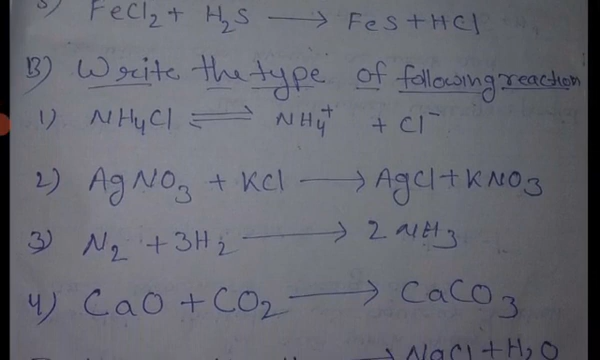 5) FeCl2 + H2S → FeS + HCl
B) Write the type of following reaction
1) NH4Cl ⇌ NH4+ + Cl-
2) AgNO3 + KCl → AgCl + KNO3
3) N2 + 3H2 → 2NH3
4) CaO + CO2 → CaCO3
→ NaCl + H2O